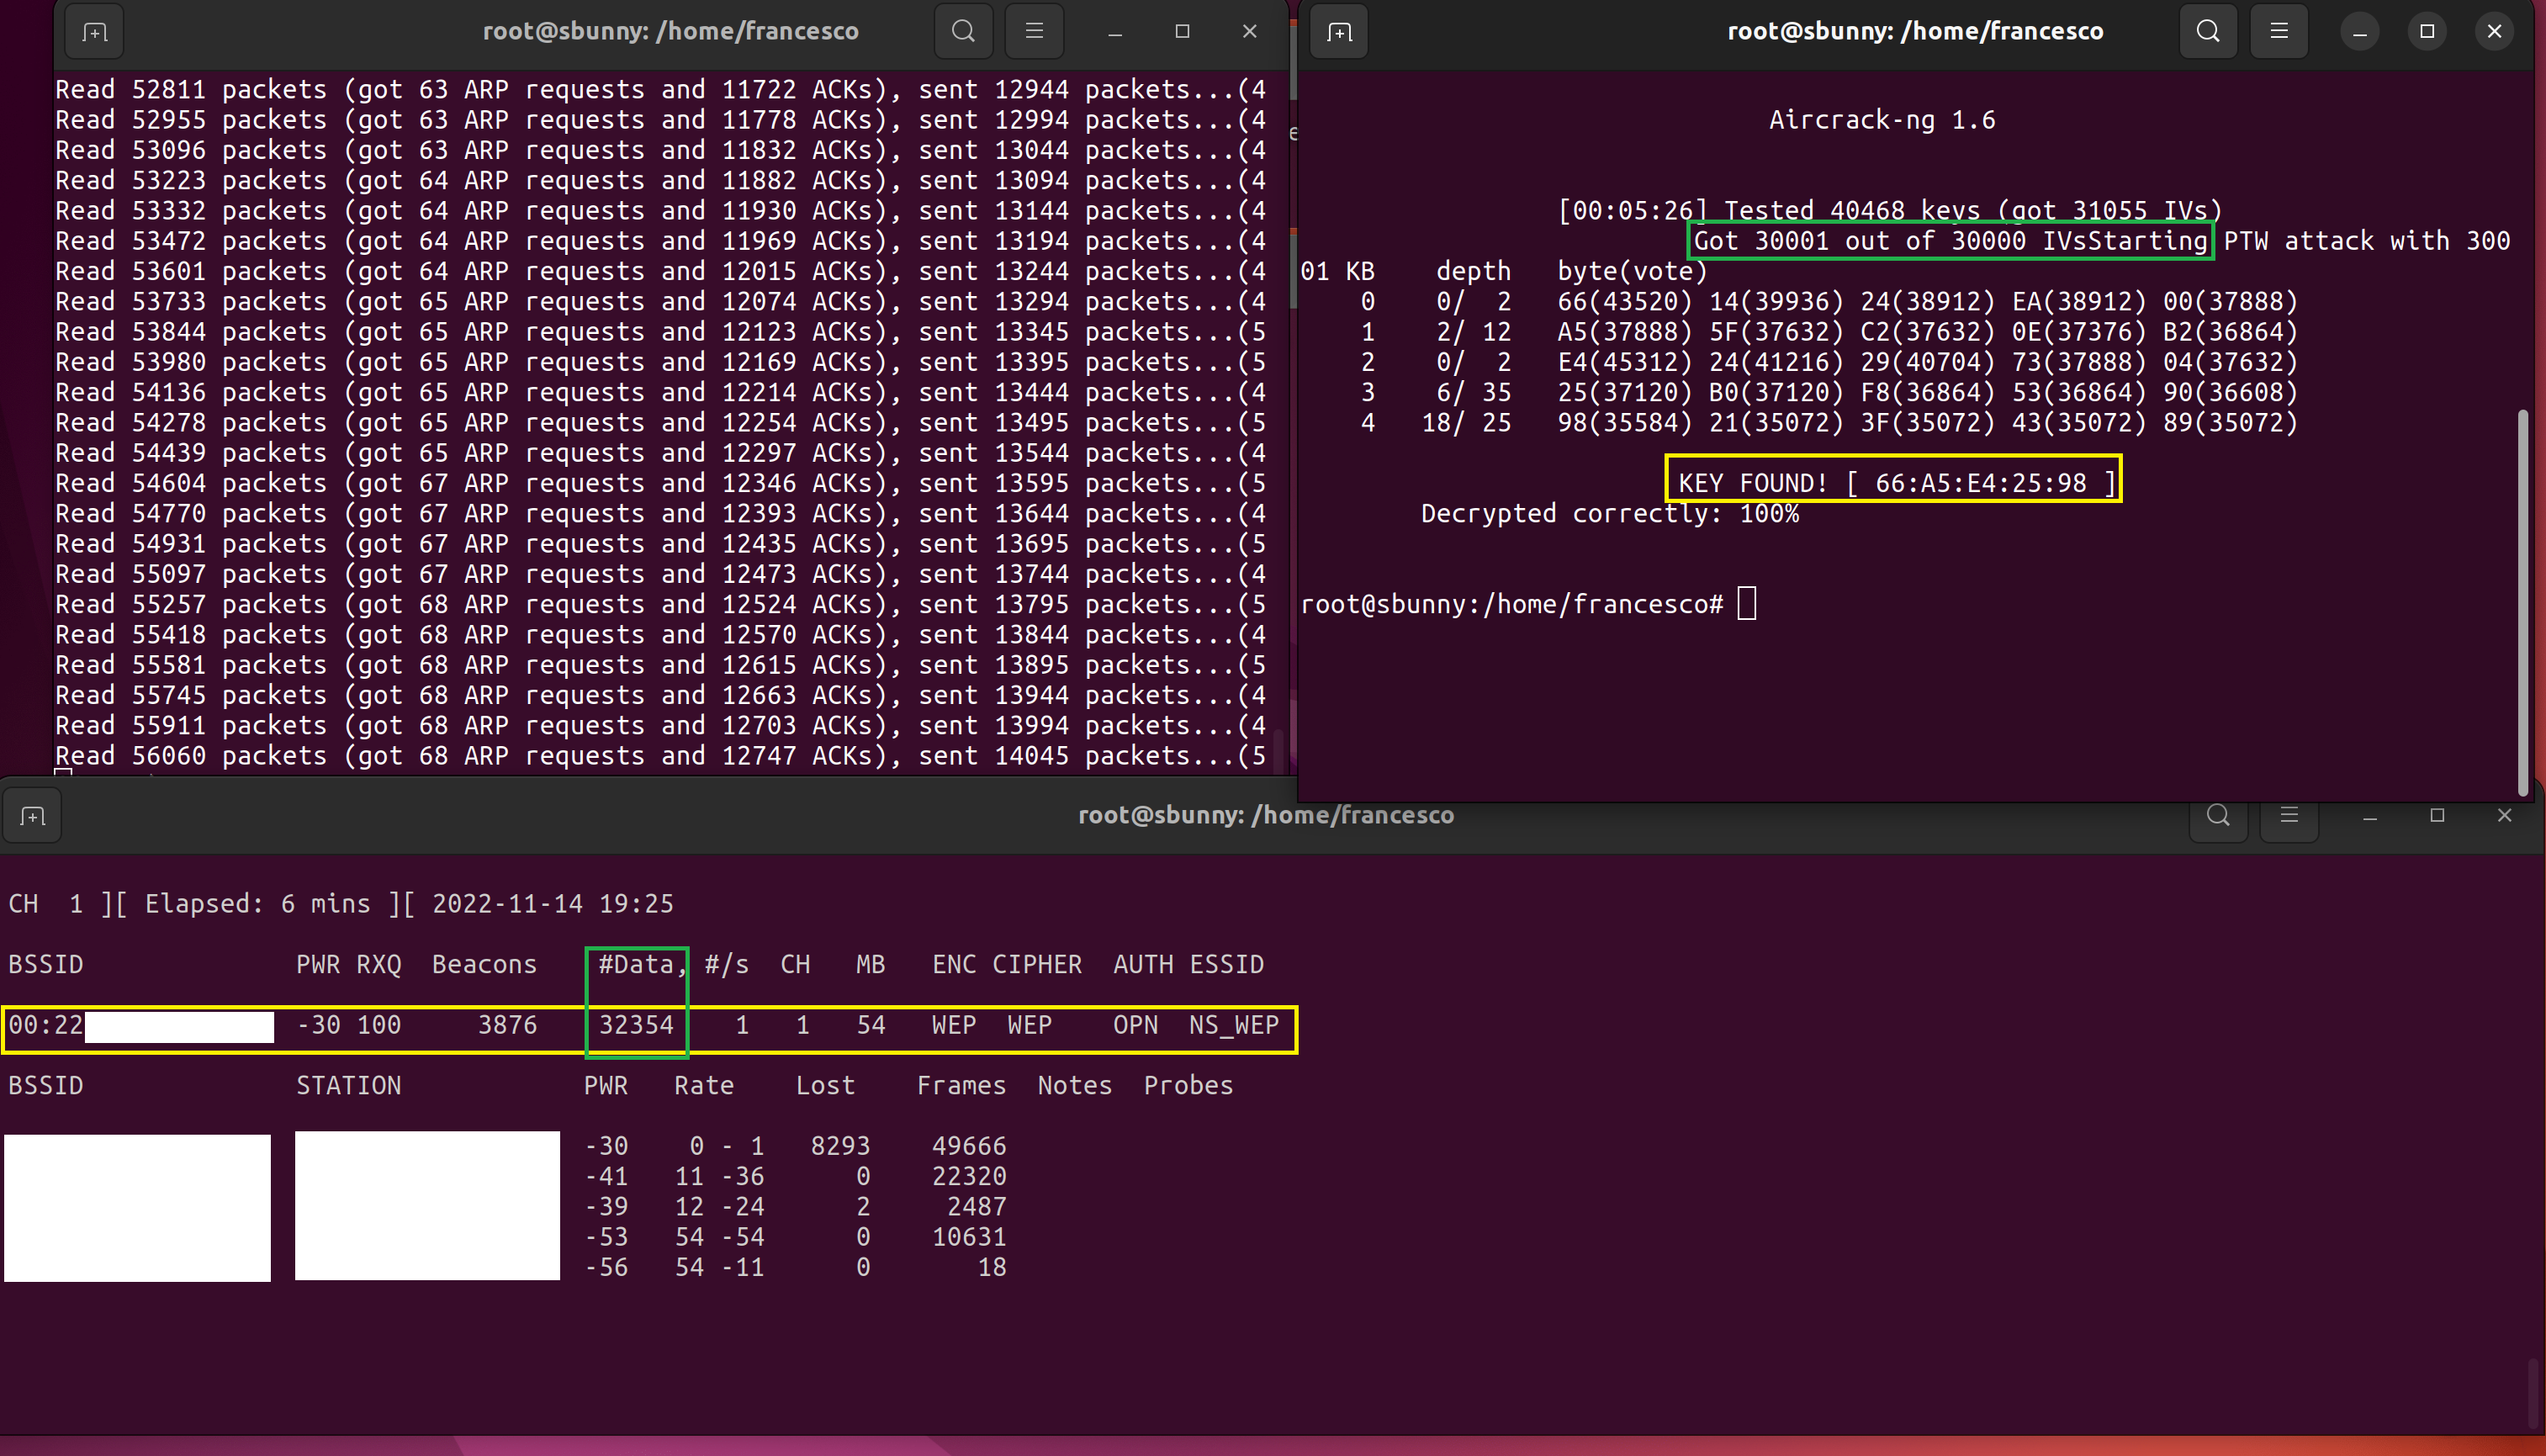 root@sbunny: /home/francesco
Read 52811 packets (got 63 ARP requests and 11722 ACKs), sent 12944 packets...(4
Read 52955 packets (got 63 ARP requests and 11778 ACKs), sent 12994 packets...(4
Read 53096 packets (got 63 ARP requests and 11832 ACKs), sent 13044 packets...(4
Read 53223 packets (got 64 ARP requests and 11882 ACKs), sent 13094 packets...(4
Read 53332 packets (got 64 ARP requests and 11930 ACKs), sent 13144 packets...(4
Read 53472 packets (got 64 ARP requests and 11969 ACKs), sent 13194 packets...(4
Read 53601 packets (got 64 ARP requests and 12015 ACKs), sent 13244 packets...(4
Read 53733 packets (got 65 ARP requests and 12074 ACKs), sent 13294 packets...(4
Read 53844 packets (got 65 ARP requests and 12123 ACKs), sent 13345 packets...(5
Read 53980 packets (got 65 ARP requests and 12169 ACKs), sent 13395 packets...(5
Read 54136 packets (got 65 ARP requests and 12214 ACKs), sent 13444 packets...(4
Read 54278 packets (got 65 ARP requests and 12254 ACKs), sent 13495 packets...(5
Read 54439 packets (got 65 ARP requests and 12297 ACKs), sent 13544 packets...(4
Read 54604 packets (got 67 ARP requests and 12346 ACKs), sent 13595 packets...(5
Read 54770 packets (got 67 ARP requests and 12393 ACKs), sent 13644 packets...(4
Read 54931 packets (got 67 ARP requests and 12435 ACKs), sent 13695 packets...(5
Read 55097 packets (got 67 ARP requests and 12473 ACKs), sent 13744 packets...(4
Read 55257 packets (got 68 ARP requests and 12524 ACKs), sent 13795 packets...(5
Read 55418 packets (got 68 ARP requests and 12570 ACKs), sent 13844 packets...(4
Read 55581 packets (got 68 ARP requests and 12615 ACKs), sent 13895 packets...(5
Read 55745 packets (got 68 ARP requests and 12663 ACKs), sent 13944 packets...(4
Read 55911 packets (got 68 ARP requests and 12703 ACKs), sent 13994 packets...(4
Read 56060 packets (got 68 ARP requests and 12747 ACKs), sent 14045 packets...(5
root@sbunny: /home/francesco
Aircrack-ng 1.6
[00:05:26] Tested 40468 keys (got 31055 IVs)
Got 30001 out of 30000 IVsStarting PTW attack with 300
01 KB    depth   byte(vote)
0    0/  2   66(43520) 14(39936) 24(38912) EA(38912) 00(37888)
1    2/ 12   A5(37888) 5F(37632) C2(37632) 0E(37376) B2(36864)
2    0/  2   E4(45312) 24(41216) 29(40704) 73(37888) 04(37632)
3    6/ 35   25(37120) B0(37120) F8(36864) 53(36864) 90(36608)
4   18/ 25   98(35584) 21(35072) 3F(35072) 43(35072) 89(35072)
KEY FOUND! [ 66:A5:E4:25:98 ]
Decrypted correctly: 100%
root@sbunny:/home/francesco#
root@sbunny: /home/francesco
CH  1 ][ Elapsed: 6 mins ][ 2022-11-14 19:25
BSSID PWR RXQ Beacons #Data, #/s CH MB ENC CIPHER AUTH ESSID
00:22 -30 100 3876 32354 1 1 54 WEP WEP OPN NS_WEP
BSSID STATION PWR Rate Lost Frames Notes Probes
-30 0 - 1 8293 49666
-41 11 -36 0 22320
-39 12 -24 2 2487
-53 54 -54 0 10631
-56 54 -11 0 18